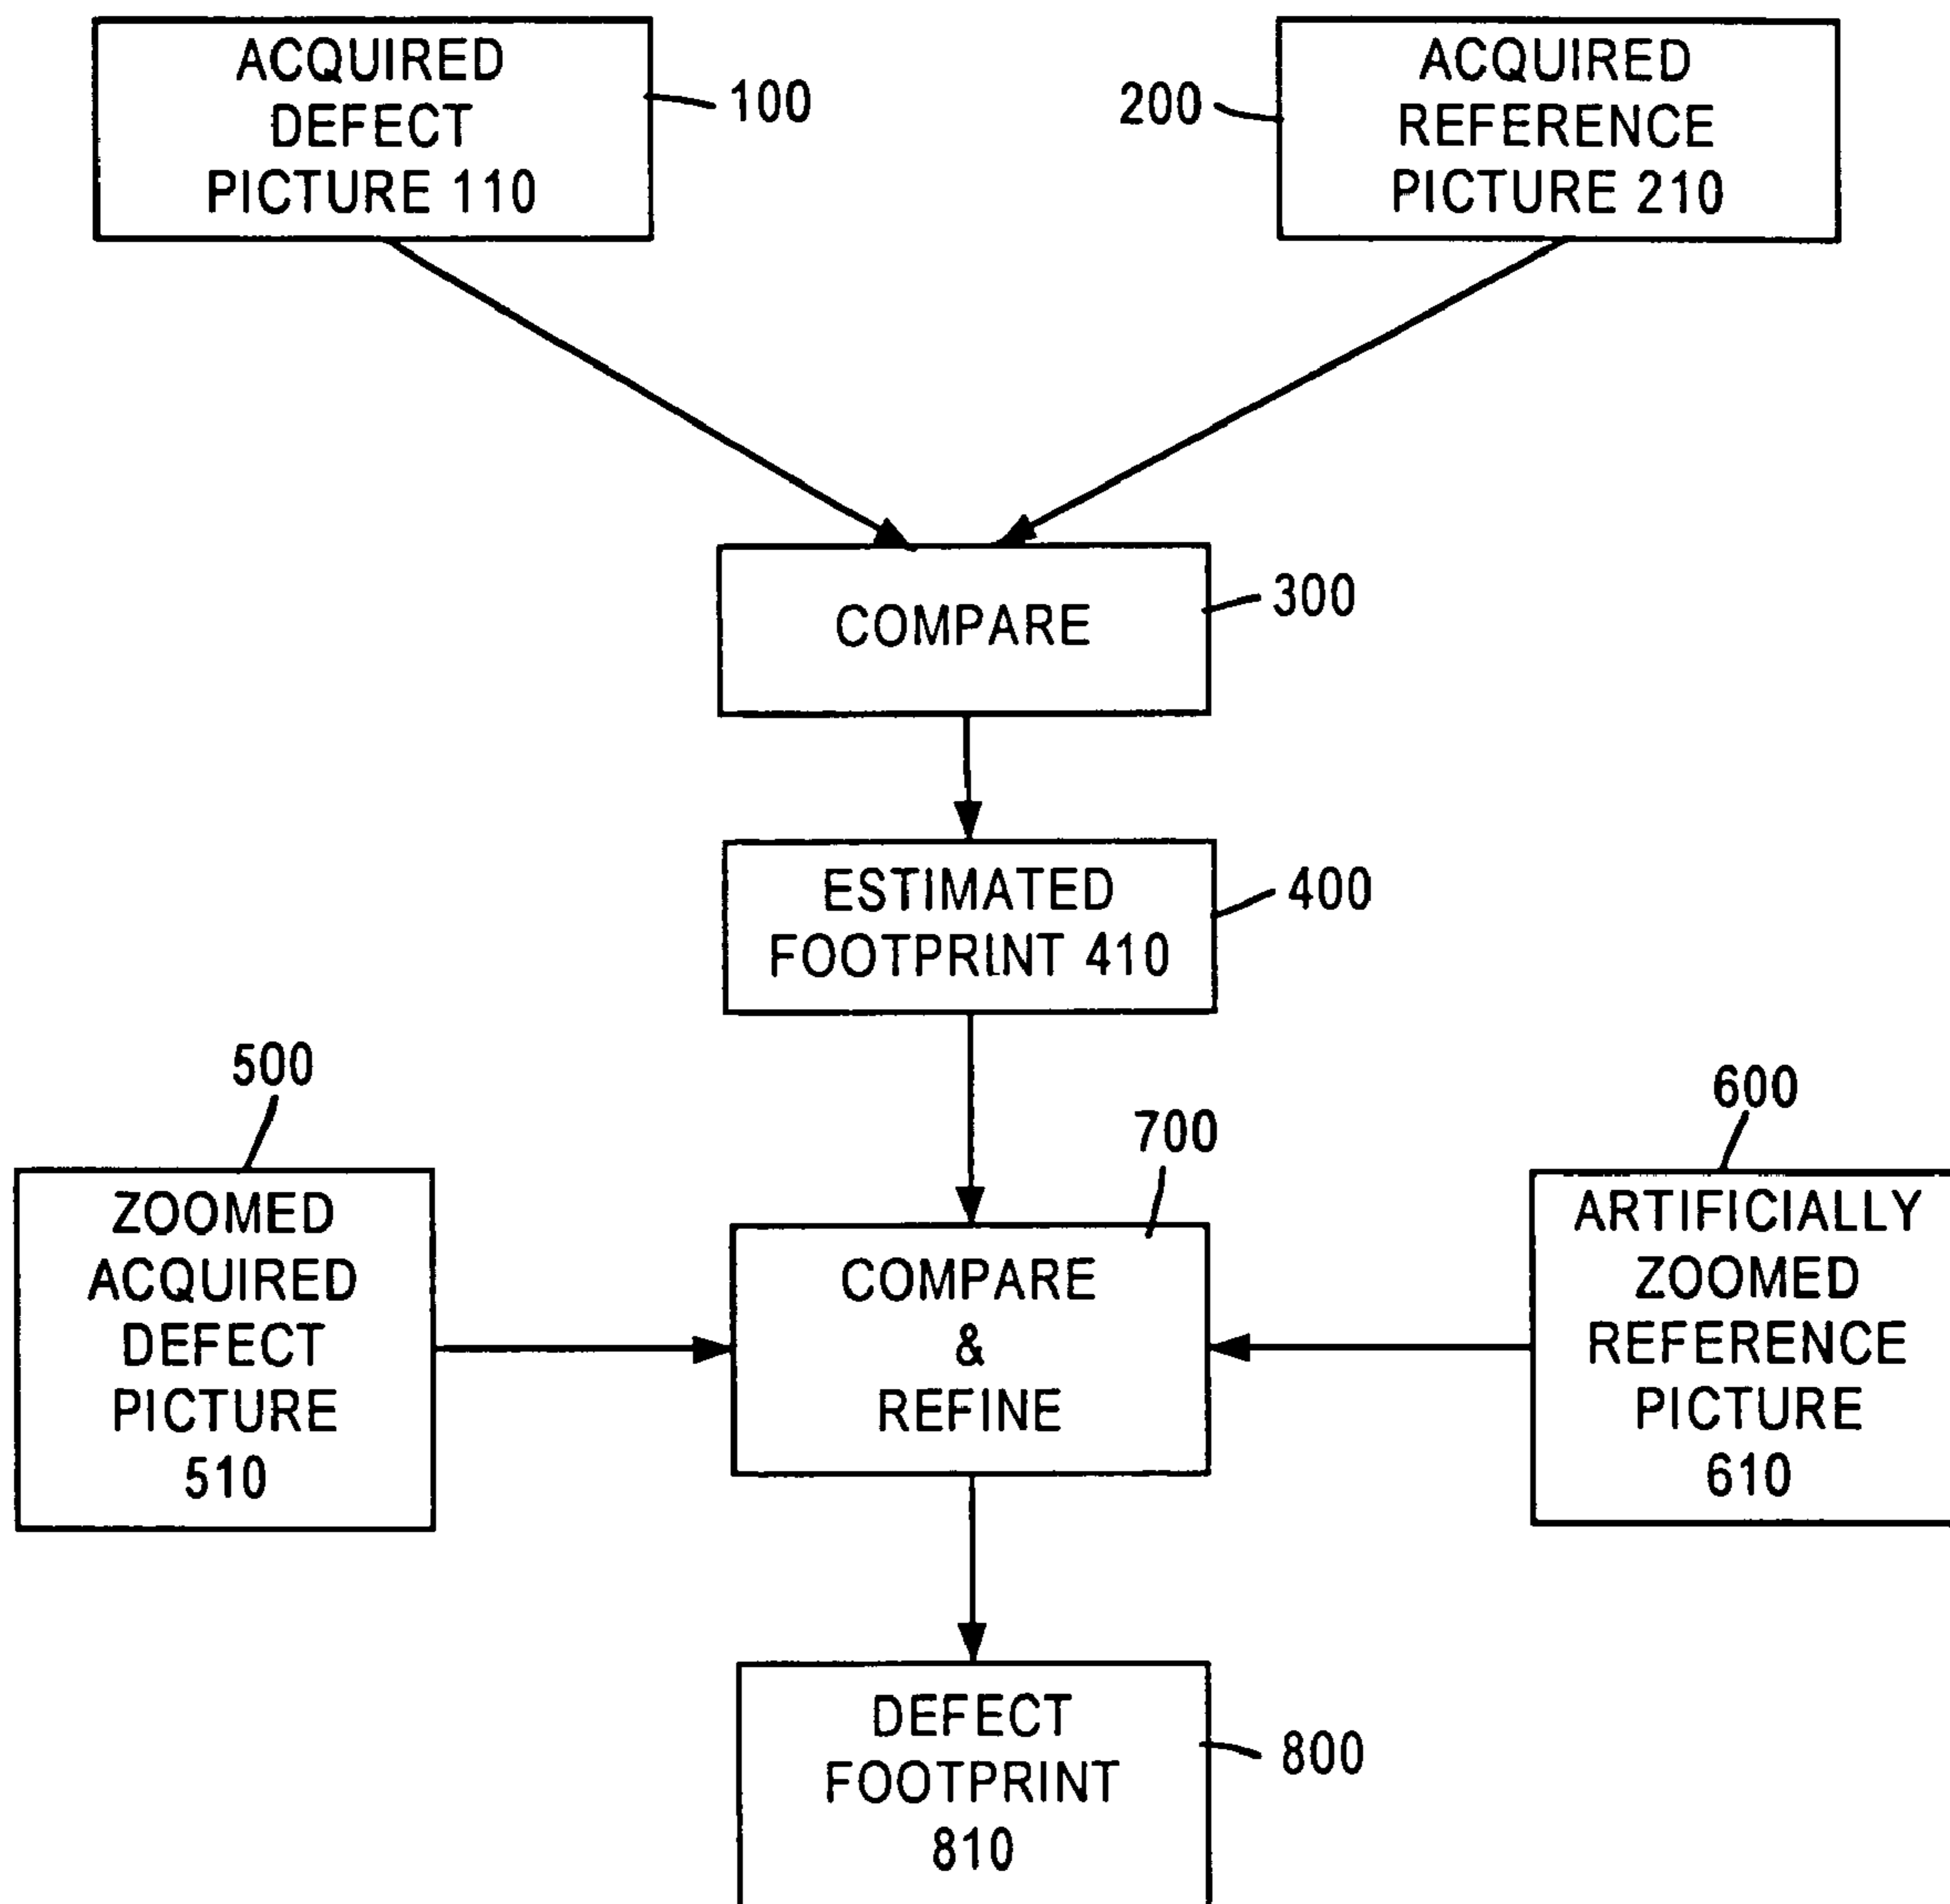 ACQUIRED
DEFECT
PICTURE 110
100
200
ACQUIRED
REFERENCE
PICTURE 210
COMPARE
300
ESTIMATED
FOOTPRINT 410
400
500
ZOOMED
ACQUIRED
DEFECT
PICTURE
510
700
COMPARE
&
REFINE
600
ARTIFICIALLY
ZOOMED
REFERENCE
PICTURE
610
DEFECT
FOOTPRINT
810
800